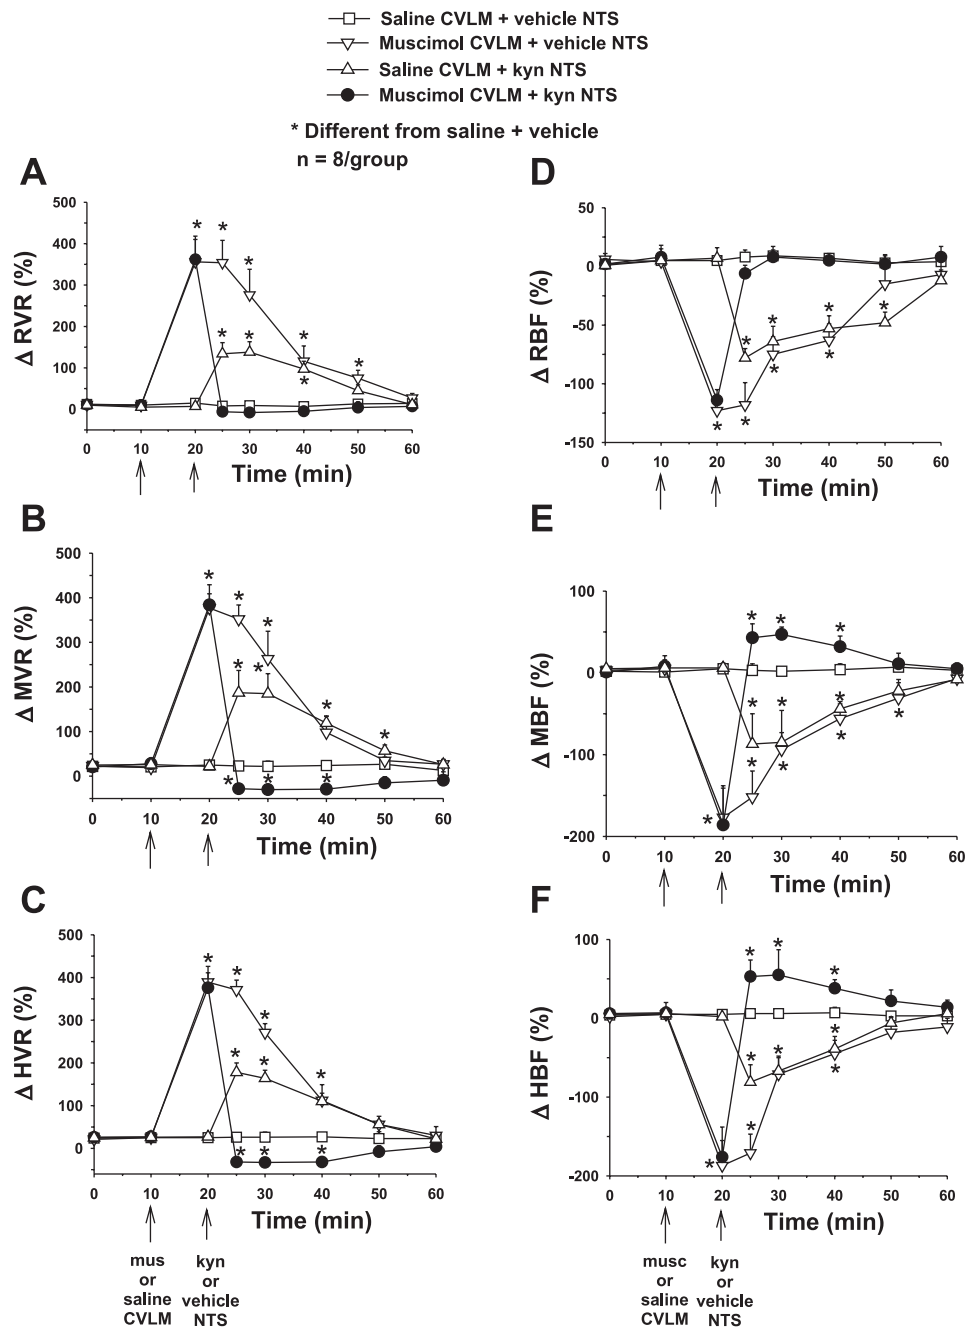 Saline CVLM + vehicle NTS
Muscimol CVLM + vehicle NTS
Saline CVLM + kyn NTS
Muscimol CVLM + kyn NTS
* Different from saline + vehicle
n = 8/group
A
Δ RVR (%)
500
400
300
200
100
0
0 10 20 30 40 50 60
Time (min)
B
Δ MVR (%)
500
400
300
200
100
0
0 10 20 30 40 50 60
Time (min)
C
Δ HVR (%)
500
400
300
200
100
0
0 10 20 30 40 50 60
Time (min)
mus
or
saline
CVLM
kyn
or
vehicle
NTS
D
Δ RBF (%)
50
0
-50
-100
-150
0 10 20 30 40 50 60
Time (min)
E
Δ MBF (%)
100
0
-100
-200
0 10 20 30 40 50 60
Time (min)
F
Δ HBF (%)
100
0
-100
-200
0 10 20 30 40 50 60
Time (min)
musc
or
saline
CVLM
kyn
or
vehicle
NTS